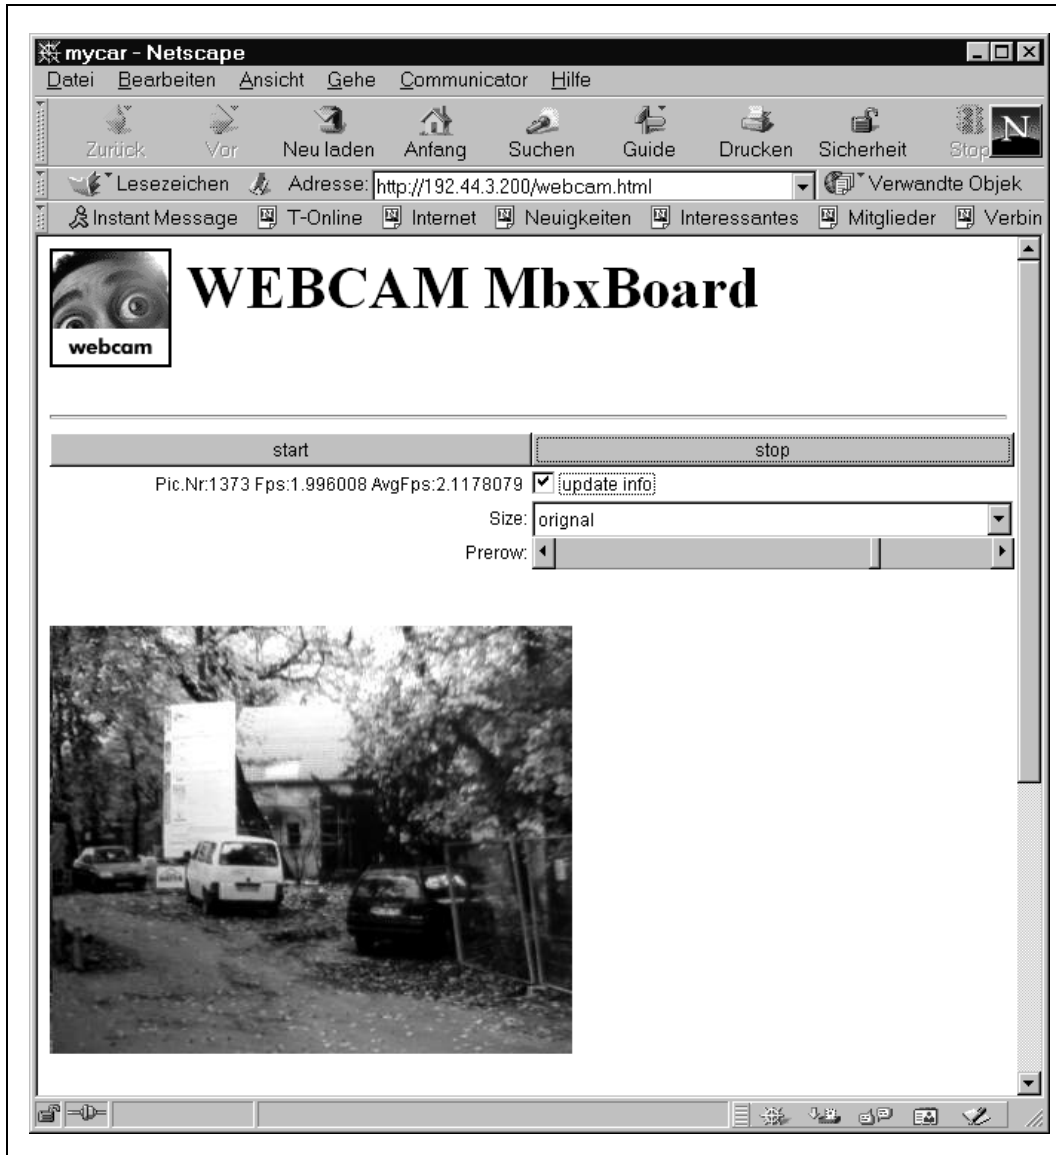 mycar - Netscape
Datei Bearbeiten Ansicht Gehe Communicator Hilfe
Zurück Vor Neu laden Anfang Suchen Guide Drucken Sicherheit Stop N
Lesezeichen Adresse: http://192.44.3.200/webcam.html Verwandte Objek
Instant Message T-Online Internet Neuigkeiten Interessantes Mitglieder Verbin
WEBCAM MbxBoard
webcam
start stop
Pic.Nr:1373 Fps:1.996008 AvgFps:2.1178079 update info
Size: orignal
Prerow: